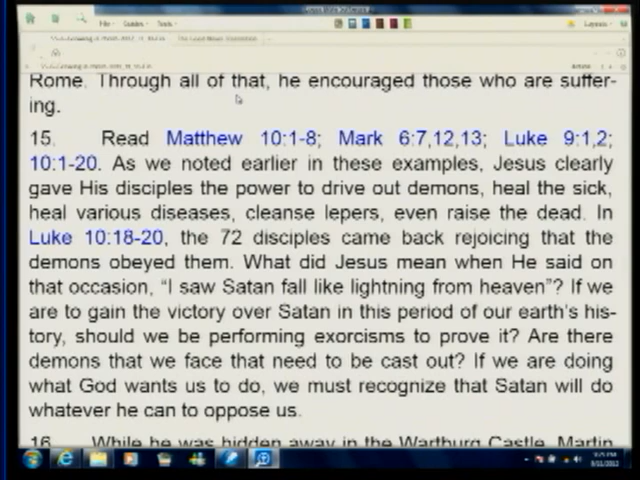 File
Guides
Tools
Layouts
Rome. Through all of that, he encouraged those who are suffer-
ing.
15. Read Matthew 10:1-8; Mark 6:7,12,13; Luke 9:1,2;
10:1-20. As we noted earlier in these examples, Jesus clearly
gave His disciples the power to drive out demons, heal the sick,
heal various diseases, cleanse lepers, even raise the dead. In
Luke 10:18-20, the 72 disciples came back rejoicing that the
demons obeyed them. What did Jesus mean when He said on
that occasion, “I saw Satan fall like lightning from heaven”? If we
are to gain the victory over Satan in this period of our earth’s his-
tory, should we be performing exorcisms to prove it? Are there
demons that we face that need to be cast out? If we are doing
what God wants us to do, we must recognize that Satan will do
whatever he can to oppose us.
16. While he was hidden away in the Wartburg Castle, Martin